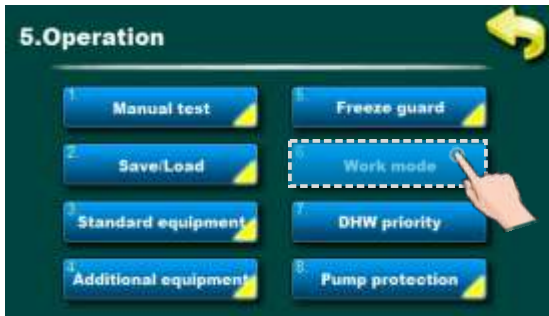 5.Operation
1. Manual test
2. Save/Load
3. Standard equipment
4. Additional equipment
5. Freeze guard
6. Work mode
7. DHW priority
8. Pump protection